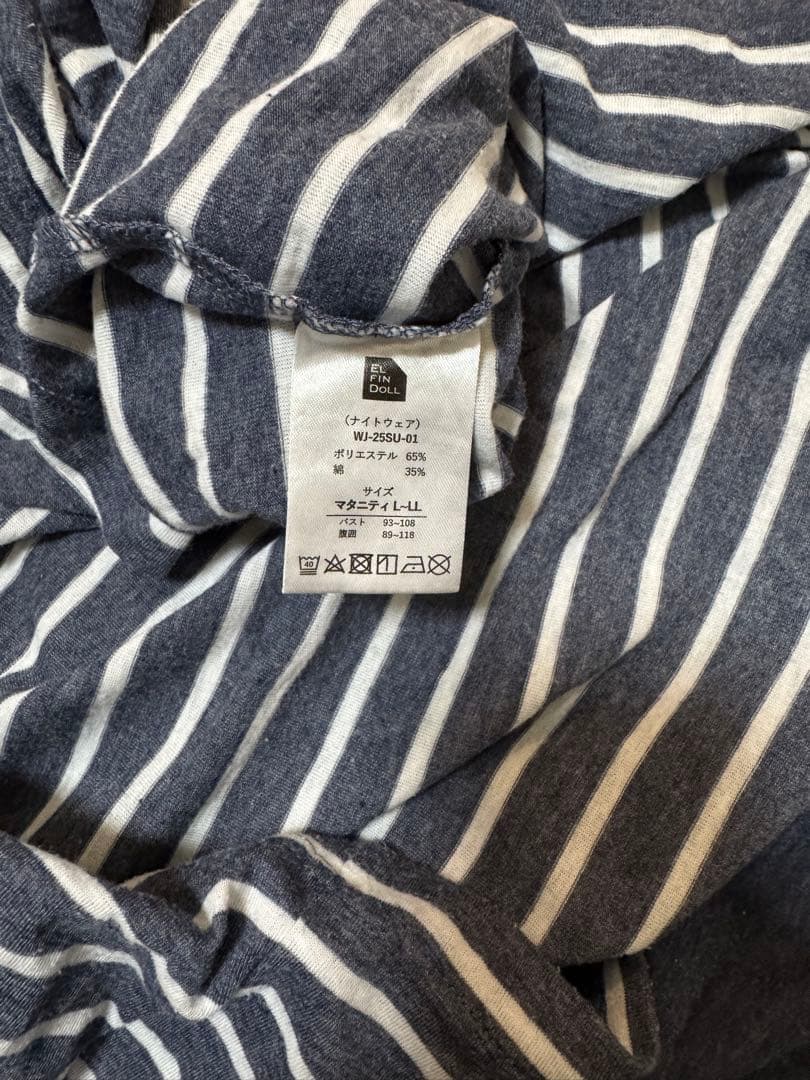 EL
FIN
DOLL
(ナイトウェア)
WJ-25SU-01
ポリエステル 65%
綿 35%
サイズ
マタニティ L~LL
バスト 93~108
腹囲 89~118
40